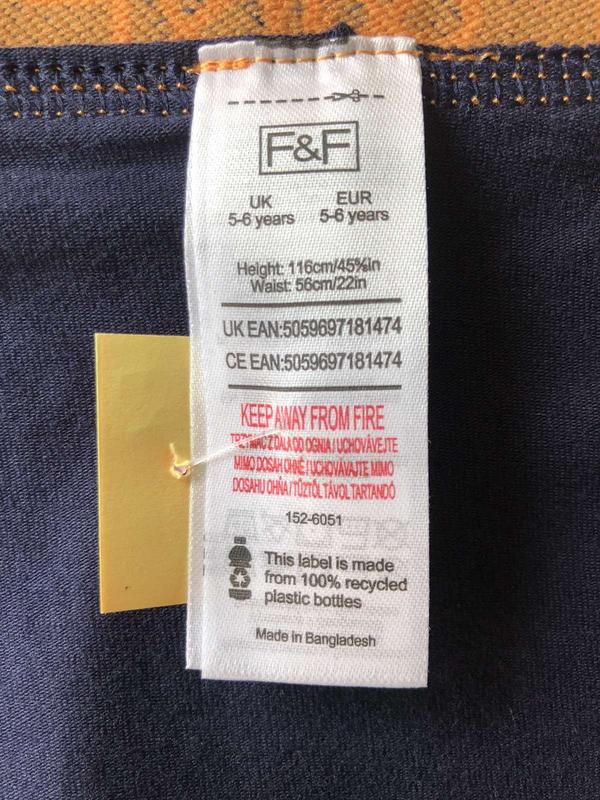 F&F
UK EUR
5-6 years 5-6 years
Height: 116cm/45⅝in
Waist: 56cm/22in
UK EAN:5059697181474
CE EAN:5059697181474
KEEP AWAY FROM FIRE
TRZYMAĆ Z DALA OD OGNIA / UCHOVÁVEJTE
MIMO DOSAH OHNĚ / UCHOVÁVAJTE MIMO
DOSAHU OHŇA / TŰZTŐL TÁVOL TARTANDÓ
152-6051
This label is made
from 100% recycled
plastic bottles
Made in Bangladesh